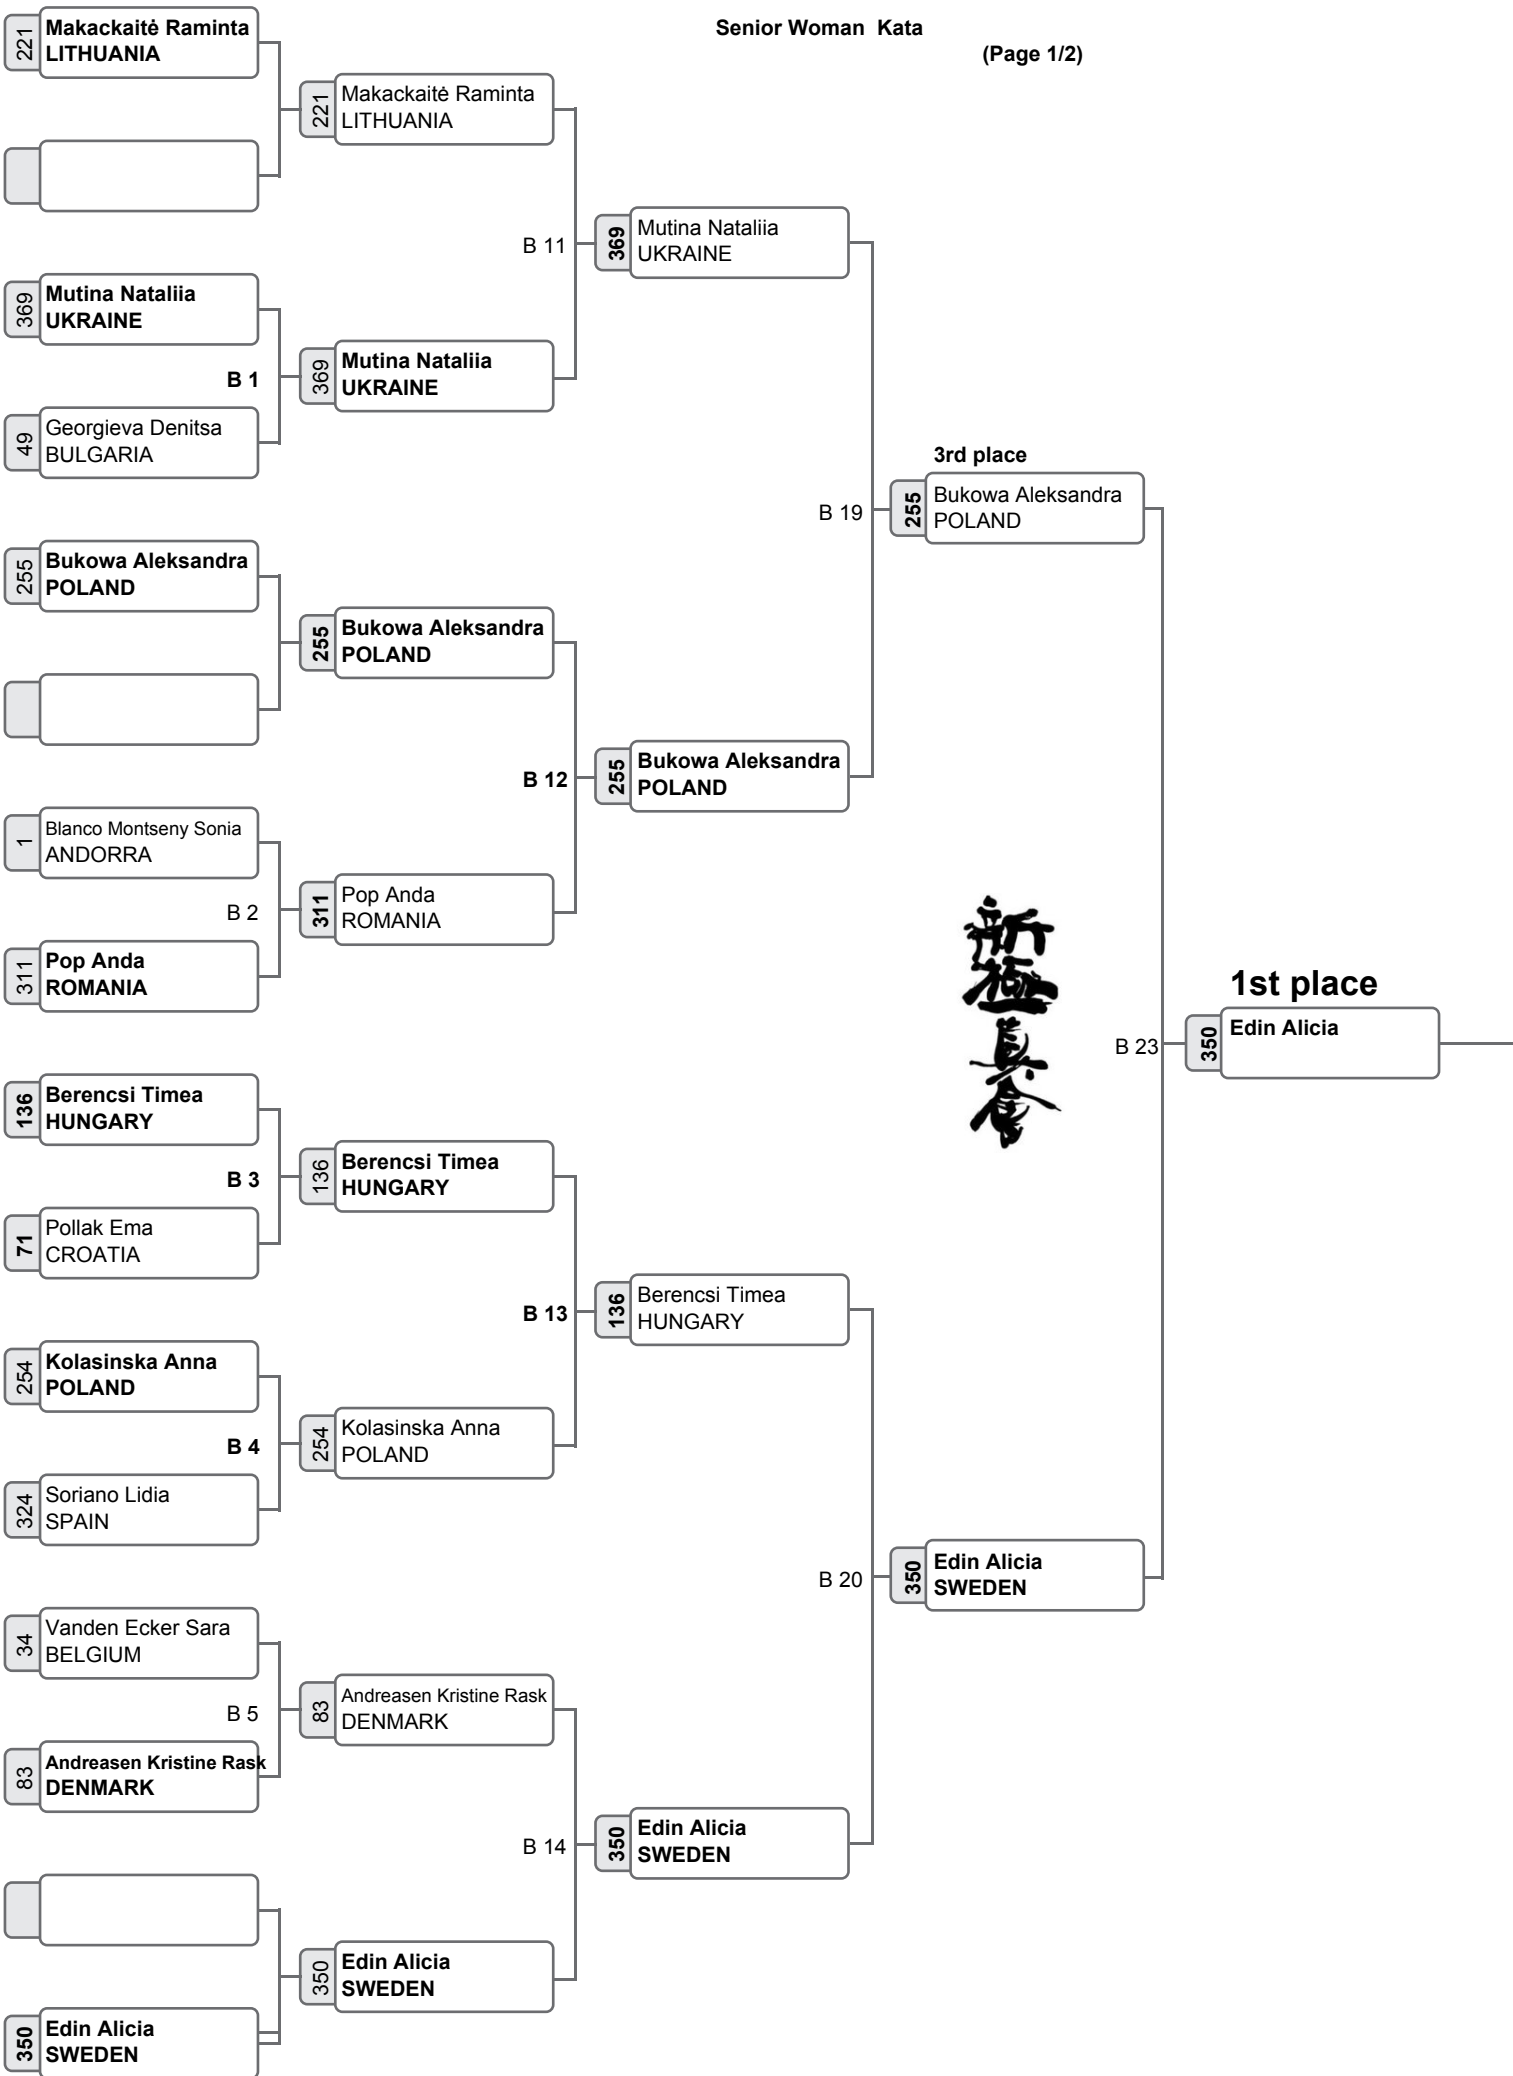 Senior Woman  Kata
(Page 1/2)
221
Makackaitė Raminta
LITHUANIA
221
Makackaitė Raminta
LITHUANIA
B 11
369
Mutina Nataliia
UKRAINE
369
Mutina Nataliia
UKRAINE
B 1
369
Mutina Nataliia
UKRAINE
49
Georgieva Denitsa
BULGARIA
3rd place
B 19
255
Bukowa Aleksandra
POLAND
255
Bukowa Aleksandra
POLAND
255
Bukowa Aleksandra
POLAND
B 12
255
Bukowa Aleksandra
POLAND
1
Blanco Montseny Sonia
ANDORRA
B 2
311
Pop Anda
ROMANIA
311
Pop Anda
ROMANIA
新極真会
1st place
B 23
350
Edin Alicia
136
Berencsi Timea
HUNGARY
B 3
136
Berencsi Timea
HUNGARY
71
Pollak Ema
CROATIA
B 13
136
Berencsi Timea
HUNGARY
254
Kolasinska Anna
POLAND
B 4
254
Kolasinska Anna
POLAND
324
Soriano Lidia
SPAIN
B 20
350
Edin Alicia
SWEDEN
34
Vanden Ecker Sara
BELGIUM
B 5
83
Andreasen Kristine Rask
DENMARK
83
Andreasen Kristine Rask
DENMARK
B 14
350
Edin Alicia
SWEDEN
350
Edin Alicia
SWEDEN
350
Edin Alicia
SWEDEN